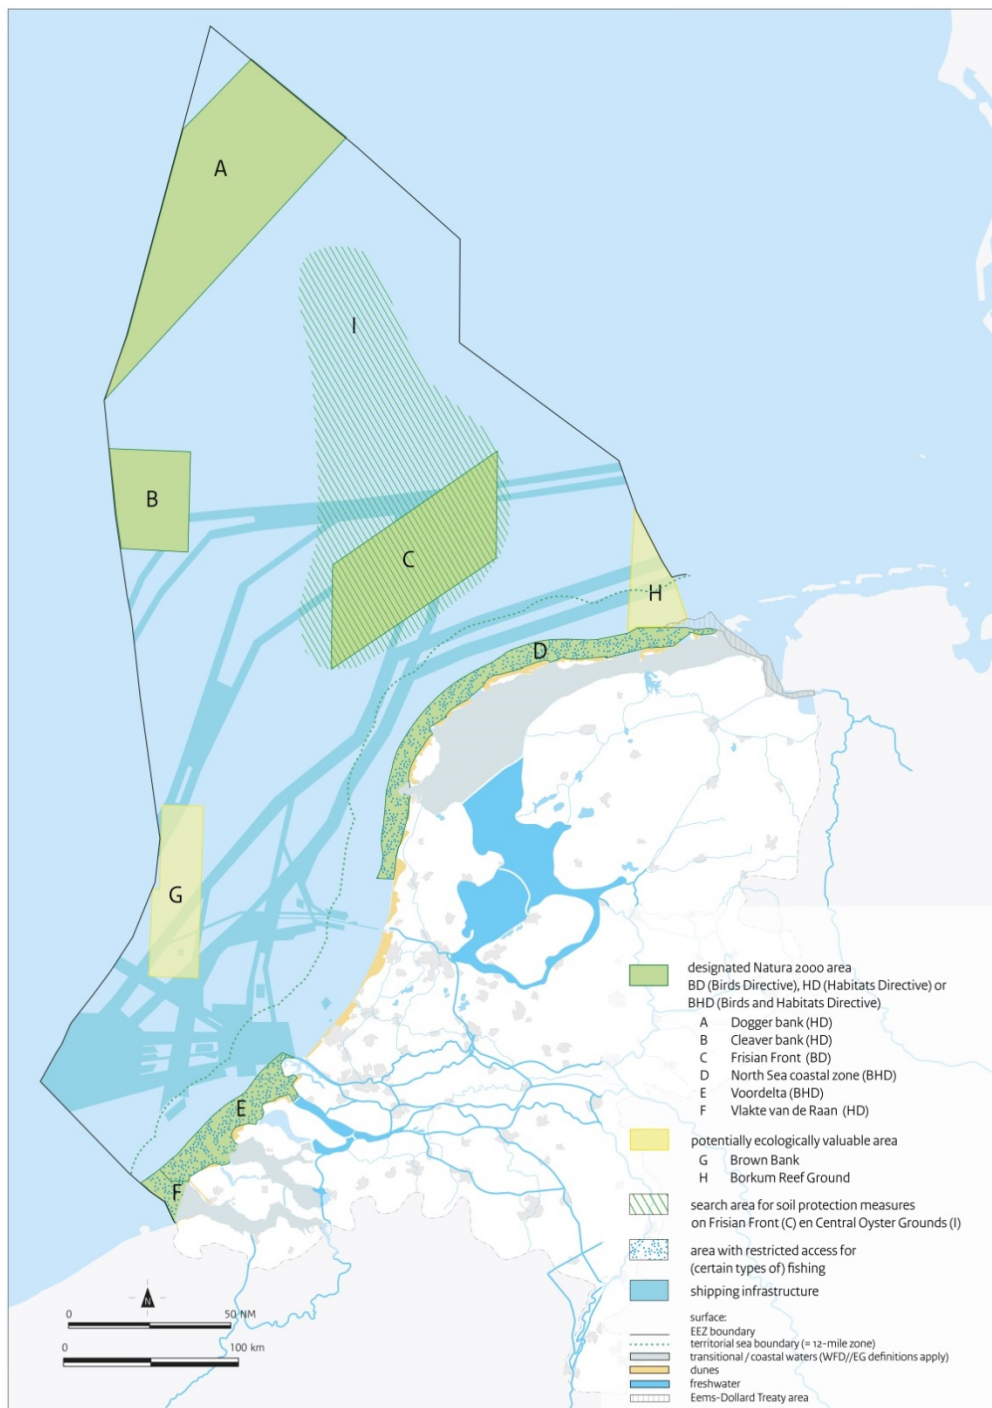 A
I
B
C
H
D
G
E
F
designated Natura 2000 area
BD (Birds Directive), HD (Habitats Directive) or
BHD (Birds and Habitats Directive)
A Dogger bank (HD)
B Cleaver bank (HD)
C Frisian Front (BD)
D North Sea coastal zone (BHD)
E Voordelta (BHD)
F Vlakte van de Raan (HD)
potentially ecologically valuable area
G Brown Bank
H Borkum Reef Ground
search area for soil protection measures
on Frisian Front (C) en Central Oyster Grounds (I)
area with restricted access for
(certain types of) fishing
shipping infrastructure
surface:
EEZ boundary
territorial sea boundary (= 12-mile zone)
transitional / coastal waters (WFD//EG definitions apply)
dunes
freshwater
Eems-Dollard Treaty area
N
0 50 NM
0 100 km